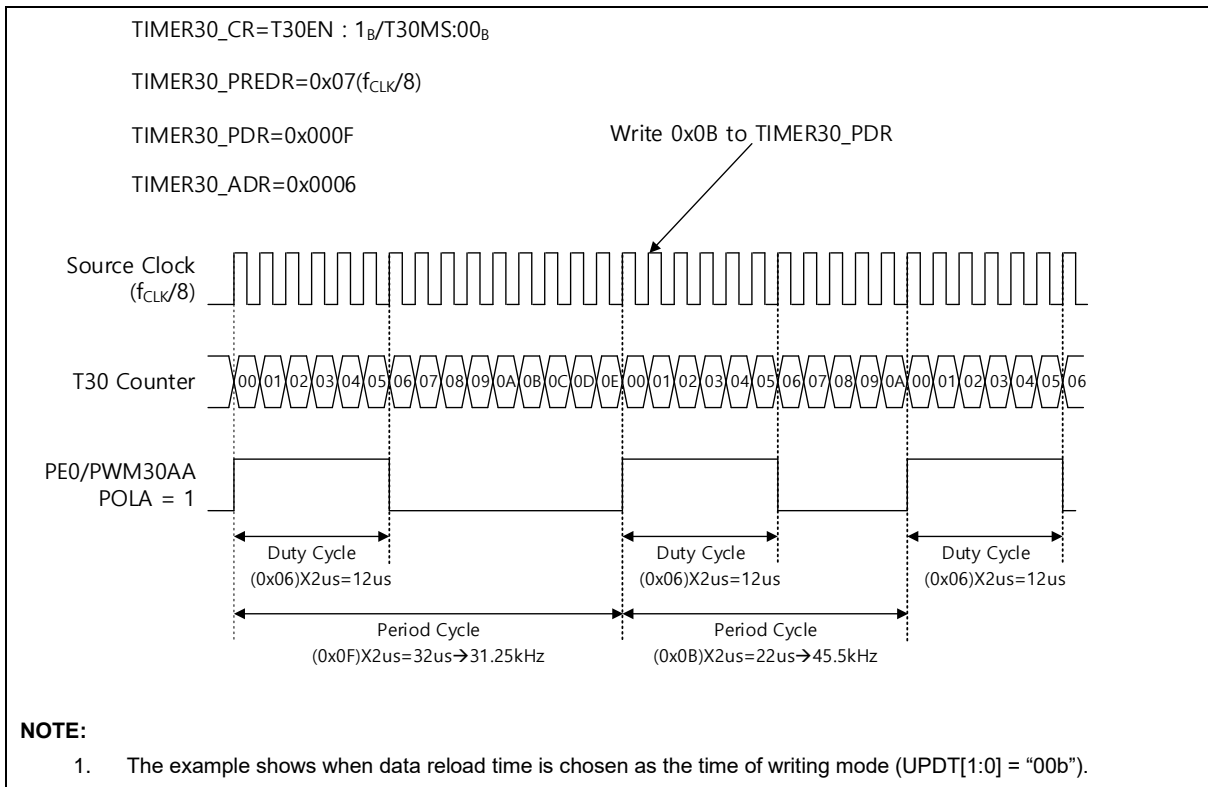 TIMER30_CR=T30EN : 1B/T30MS:00B
TIMER30_PREDR=0x07(fCLK/8)
TIMER30_PDR=0x000F
Write 0x0B to TIMER30_PDR
TIMER30_ADR=0x0006
Source Clock
(fCLK/8)
T30 Counter
00 01 02 03 04 05 06 07 08 09 0A 0B 0C 0D 0E 00 01 02 03 04 05 06 07 08 09 0A 00 01 02 03 04 05 06
PE0/PWM30AA
POLA = 1
Duty Cycle
(0x06)X2us=12us
Duty Cycle
(0x06)X2us=12us
Duty Cycle
(0x06)X2us=12us
Period Cycle
(0x0F)X2us=32us→31.25kHz
Period Cycle
(0x0B)X2us=22us→45.5kHz
NOTE:
1. The example shows when data reload time is chosen as the time of writing mode (UPDT[1:0] = “00b”).